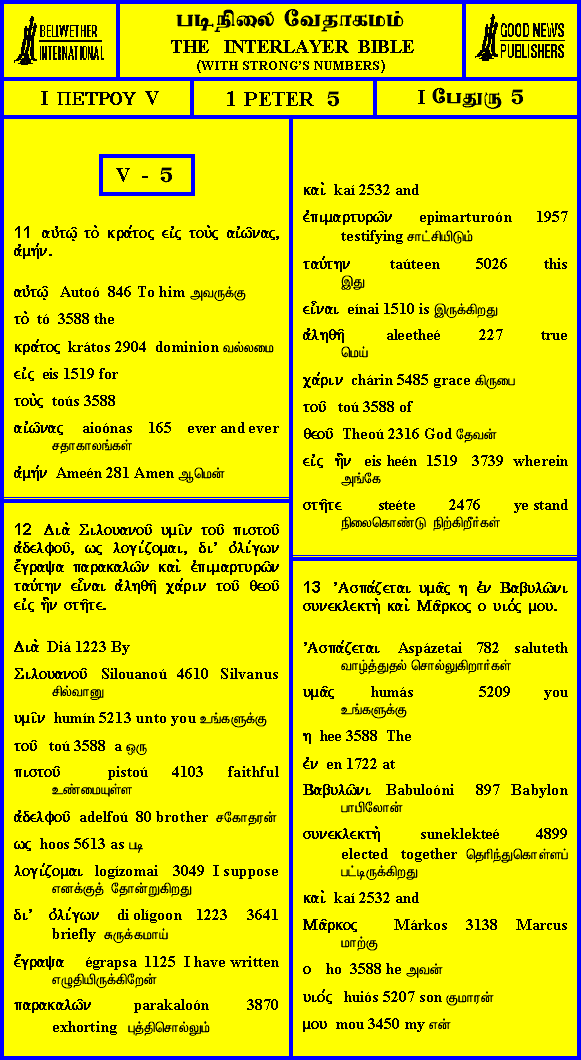 BELLWETHER
INTERNATIONAL
படிநிலை வேதாகமம்
THE INTERLAYER BIBLE
(WITH STRONG'S NUMBERS)
GOOD NEWS
PUBLISHERS
I ΠΕΤΡΟΥ V
1 PETER 5
I பேதுரு 5
V - 5
11 αὐτῷ τὸ κράτος εἰς τοὺς αἰῶνας,
ἀμήν.
αὐτῷ Autoó 846 To him அவருக்கு
τὸ tó 3588 the
κράτος krátos 2904 dominion வல்லமை
εἰς eis 1519 for
τοὺς toús 3588
αἰῶνας aioónas 165 ever and ever
சதாகாலங்கள்
ἀμήν Ameén 281 Amen ஆமென்
12 Διὰ Σιλουανοῦ υμῖν τοῦ πιστοῦ
ἀδελφοῦ, ως λογίζομαι, δι' ὀλίγων
ἔγραψα παρακαλῶν καὶ ἐπιμαρτυρῶν
ταύτην εἶναι ἀληθῆ χάριν τοῦ θεοῦ
εἰς ἣν στῆτε.
Διὰ Diá 1223 By
Σιλουανοῦ Silouanoú 4610 Silvanus
சில்வானு
υμῖν humín 5213 unto you உங்களுக்கு
τοῦ toú 3588 a ஒரு
πιστοῦ pistoú 4103 faithful
உண்மையுள்ள
ἀδελφοῦ adelfoú 80 brother சகோதரன்
ως hoos 5613 as படி
λογίζομαι logízomai 3049 I suppose
எனக்குத் தோன்றுகிறது
δι' ὀλίγων di olígoon 1223 3641
briefly சுருக்கமாய்
ἔγραψα égrapsa 1125 I have written
எழுதியிருக்கிறேன்
παρακαλῶν parakaloón 3870
exhorting புத்திசொல்லும்
καὶ kaí 2532 and
ἐπιμαρτυρῶν epimarturoón 1957
testifying சாட்சியிடும்
ταύτην taúteen 5026 this
இது
εἶναι eínai 1510 is இருக்கிறது
ἀληθῆ aleetheé 227 true
மெய்
χάριν chárin 5485 grace கிருபை
τοῦ toú 3588 of
θεοῦ Theoú 2316 God தேவன்
εἰς ἣν eis heén 1519 3739 wherein
அங்கே
στῆτε steéte 2476 ye stand
நிலைகொண்டு நிற்கிறீர்கள்
13 Ἀσπάζεται υμᾶς η ἐν Βαβυλῶνι
συνεκλεκτὴ καὶ Μᾶρκος ο υιός μου.
Ἀσπάζεται Aspázetai 782 saluteth
வாழ்த்துதல் சொல்லுகிறார்கள்
υμᾶς humás 5209 you
உங்களுக்கு
η hee 3588 The
ἐν en 1722 at
Βαβυλῶνι Babuloóni 897 Babylon
பாபிலோன்
συνεκλεκτὴ suneklekteé 4899
elected together தெரிந்துகொள்ளப்
பட்டிருக்கிறது
καὶ kaí 2532 and
Μᾶρκος Márkos 3138 Marcus
மாற்கு
ο ho 3588 he அவன்
υιός huiós 5207 son குமாரன்
μου mou 3450 my என்